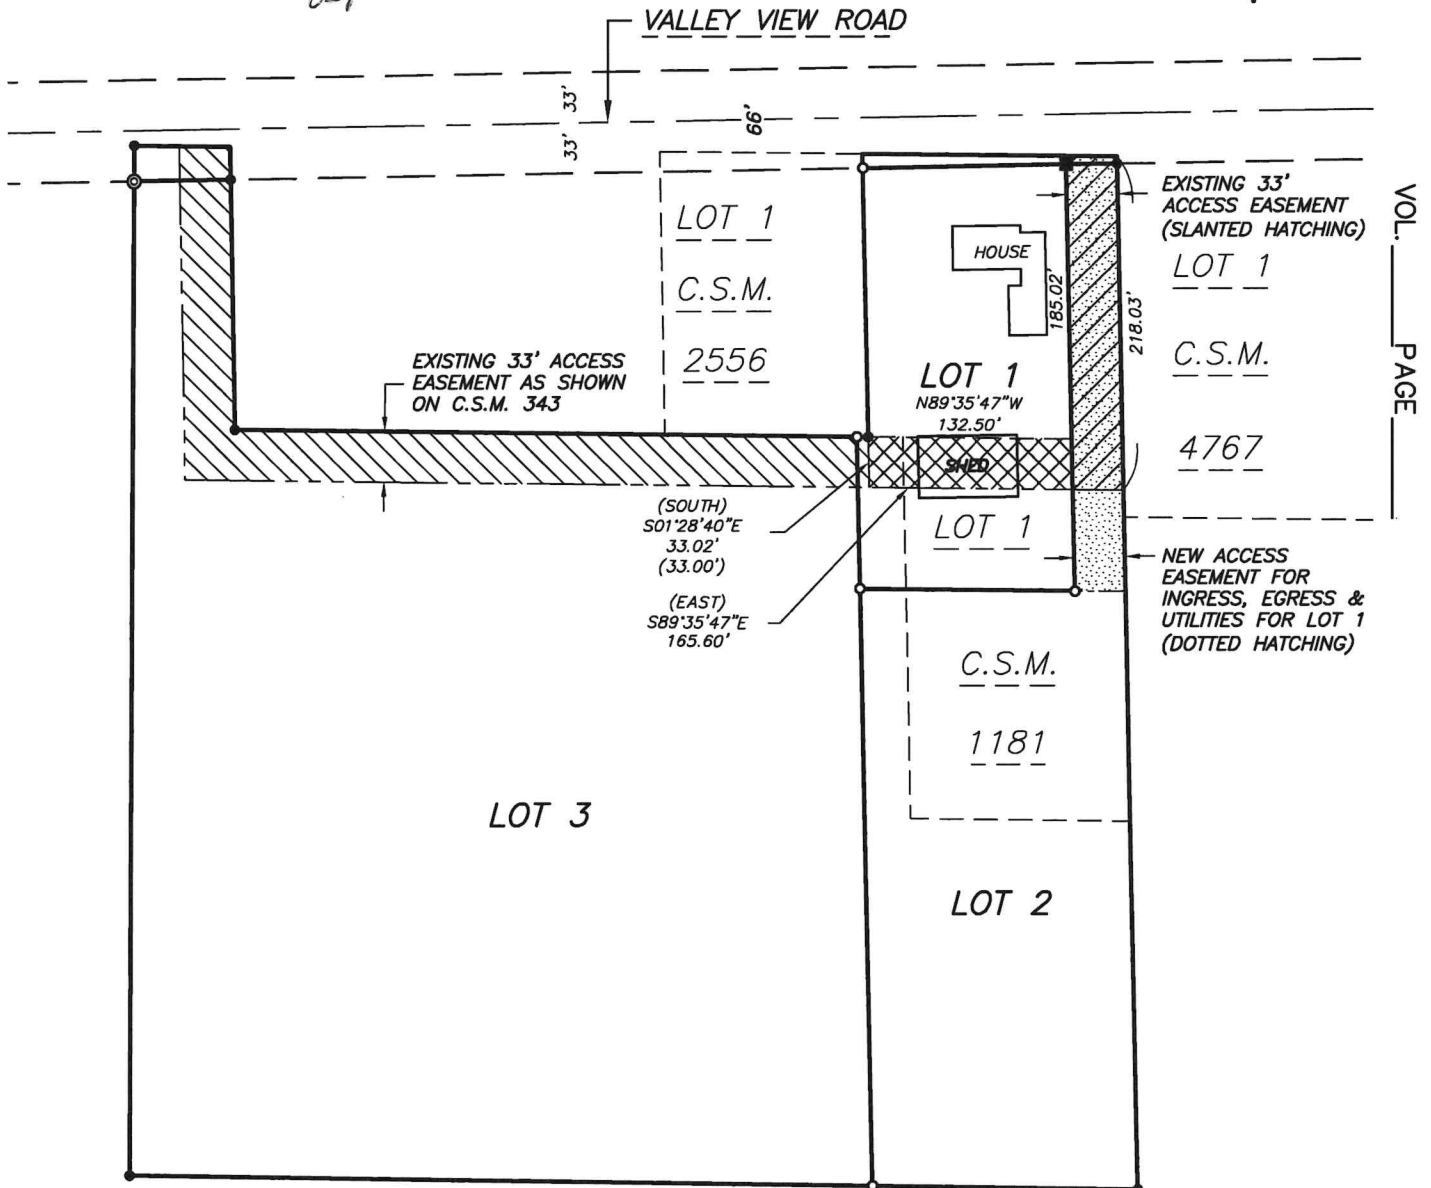 VALLEY VIEW ROAD
33'
33'
66'
EXISTING 33'
ACCESS EASEMENT
(SLANTED HATCHING)
VOL. PAGE
LOT 1
C.S.M.
2556
HOUSE
185.02'
218.03'
LOT 1
C.S.M.
4767
EXISTING 33' ACCESS
EASEMENT AS SHOWN
ON C.S.M. 343
LOT 1
N89°35'47"W
132.50'
SHED
(SOUTH)
S01°28'40"E
33.02'
(33.00')
LOT 1
(EAST)
S89°35'47"E
165.60'
NEW ACCESS
EASEMENT FOR
INGRESS, EGRESS &
UTILITIES FOR LOT 1
(DOTTED HATCHING)
C.S.M.
1181
LOT 3
LOT 2